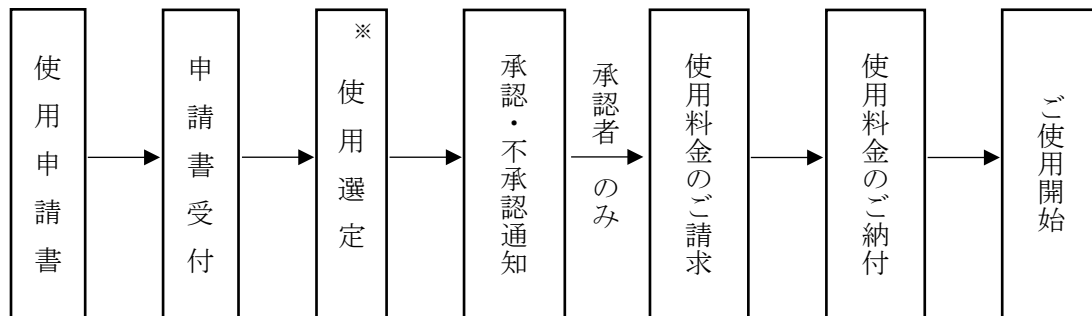 使用申請書
申請書受付
※
使用選定
承認・不承認通知
承認者のみ
使用料金のご請求
使用料金のご納付
ご使用開始